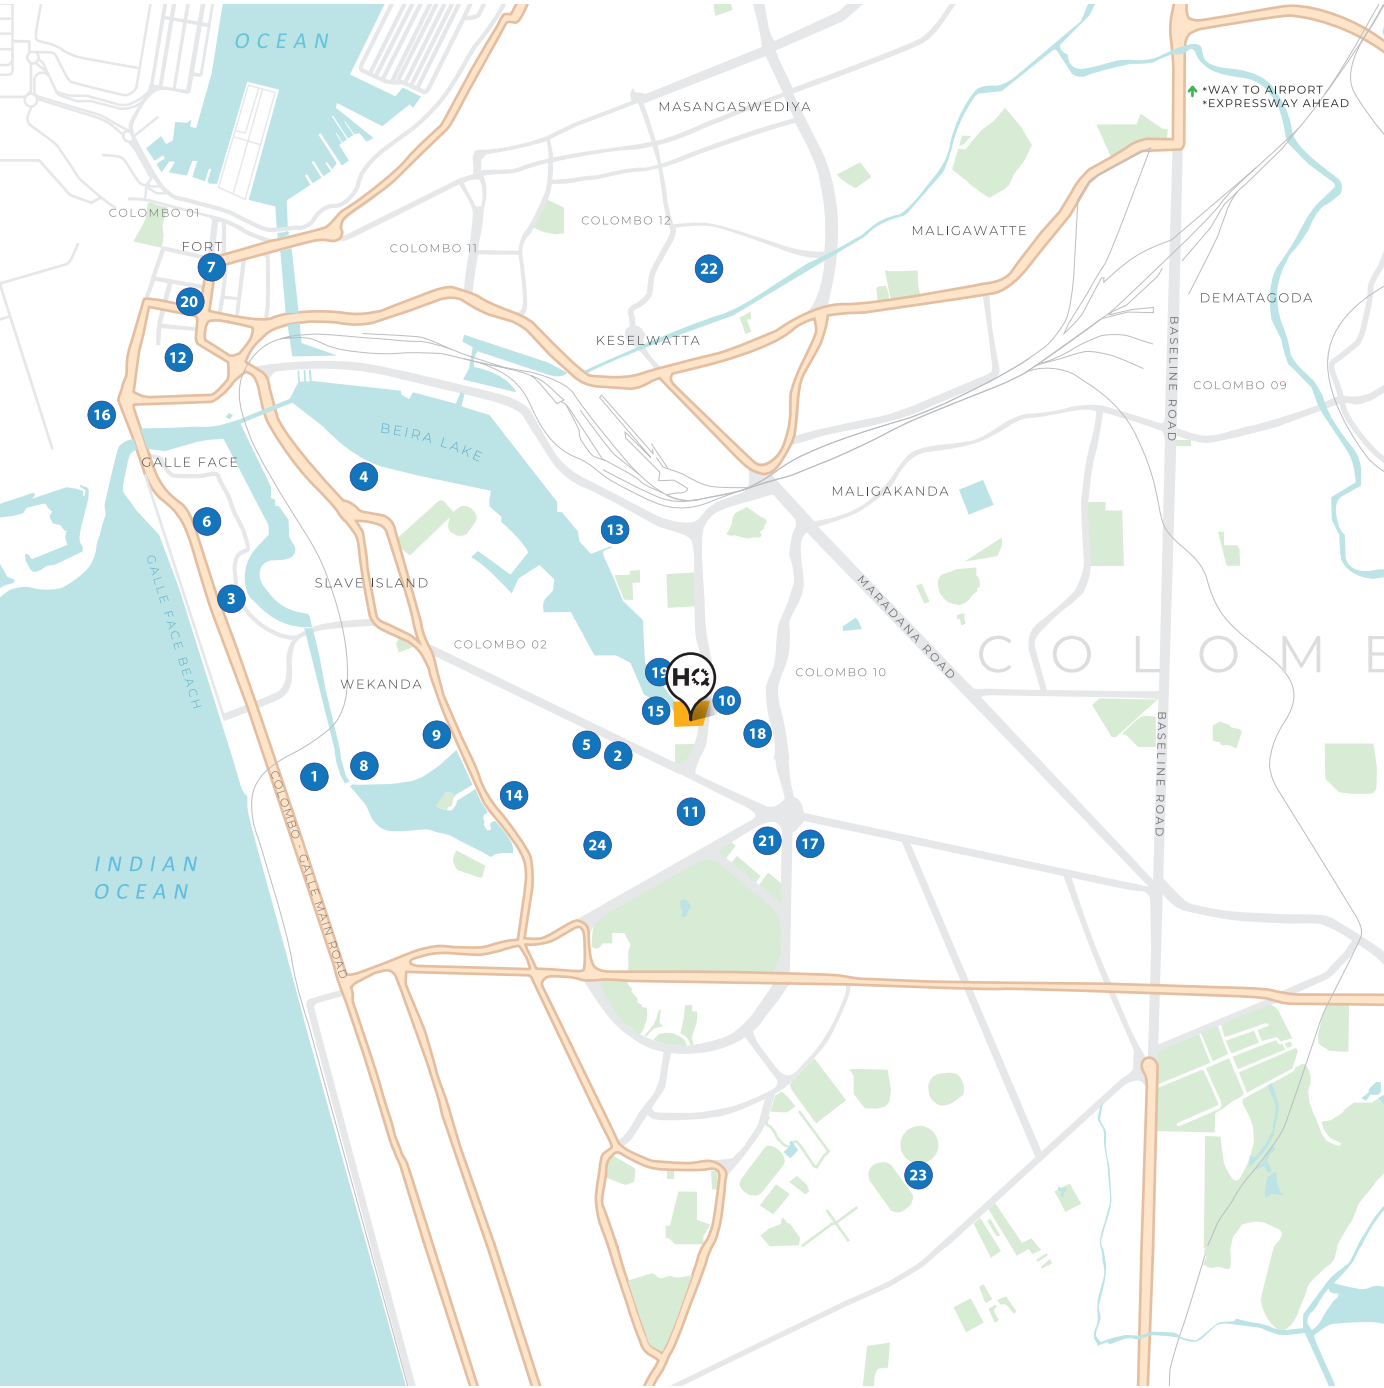 OCEAN
*WAY TO AIRPORT
*EXPRESSWAY AHEAD
MASANGASWEDIYA
COLOMBO 01
COLOMBO 12
MALIGAWATTE
FORT
COLOMBO 11
7
22
20
DEMATAGODA
KESELWATTA
12
BASELINE ROAD
COLOMBO 09
16
BEIRA LAKE
GALLE FACE
4
MALIGAKANDA
6
13
SLAVE ISLAND
3
GALLE FACE BEACH
MARADANA ROAD
COLOMBO 02
COLOMBE
19
HQ
COLOMBO 10
WEKANDA
10
15
9
18
5
2
BASELINE ROAD
8
1
14
11
21
17
24
INDIAN
OCEAN
COLOMBO - GALLE MAIN ROAD
23